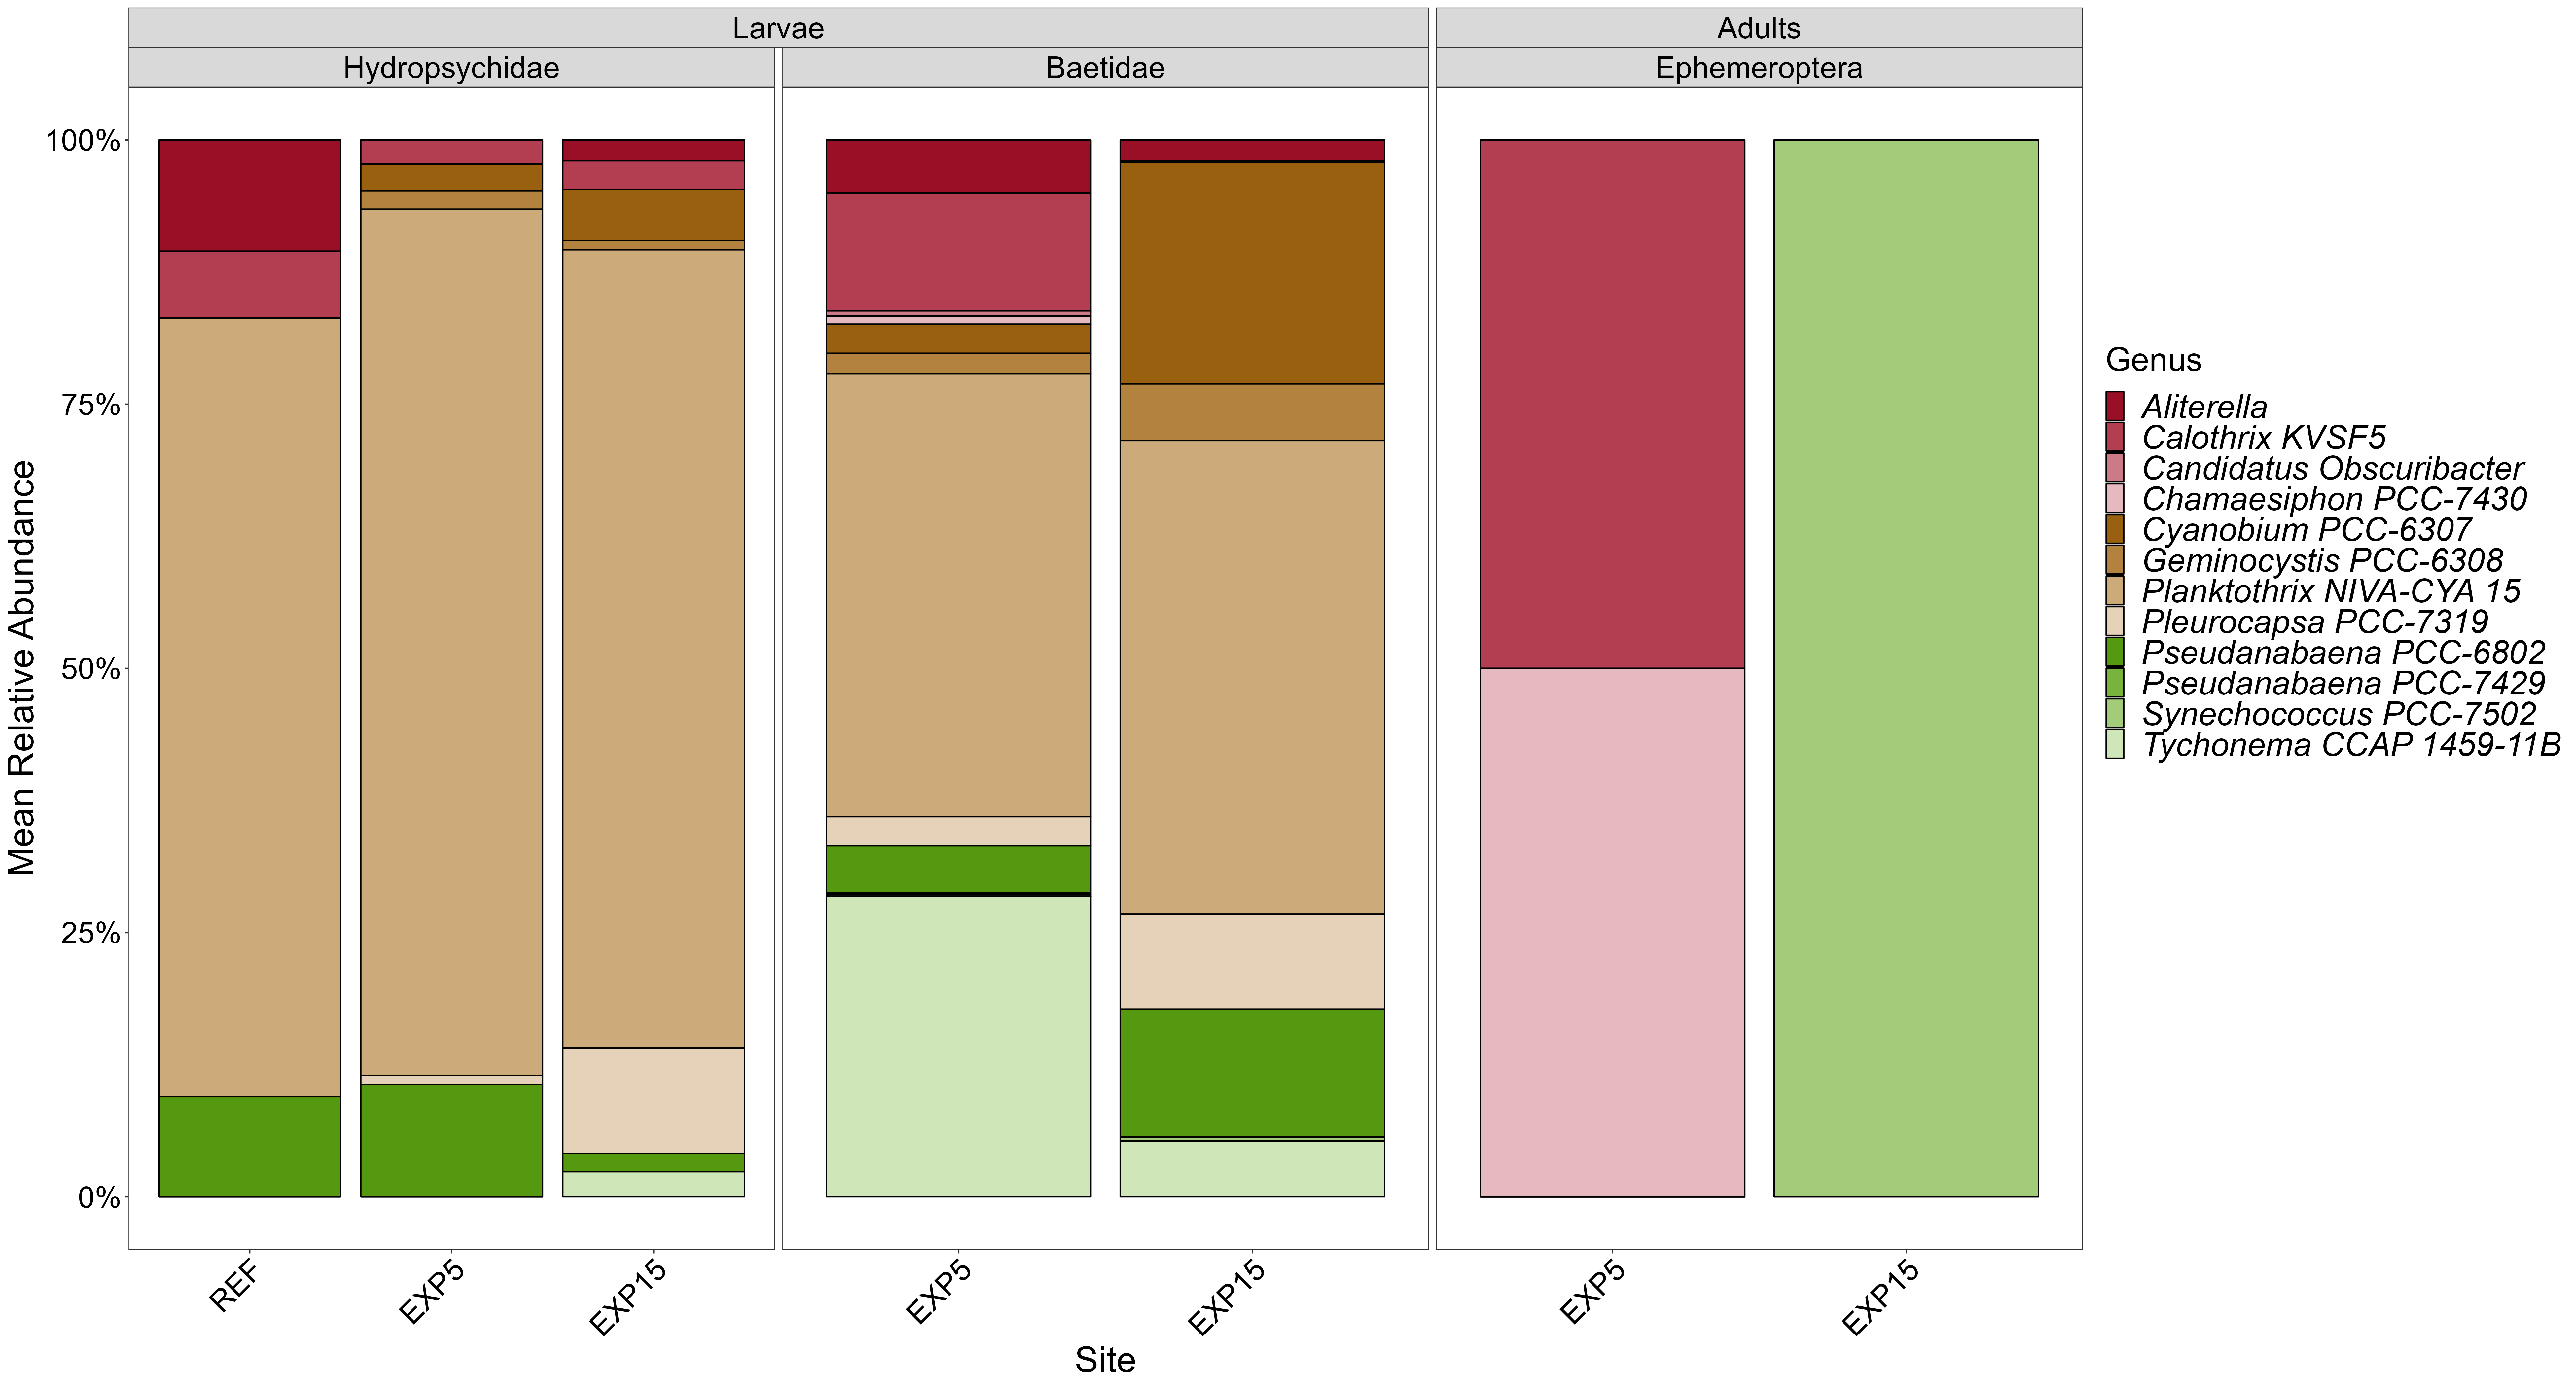 Larvae
Adults
Hydropsychidae
Baetidae
Ephemeroptera
Mean Relative Abundance
100%
75%
50%
25%
0%
REF
EXP5
EXP15
EXP5
EXP15
EXP5
EXP15
Site
Genus
Aliterella
Calothrix KVSF5
Candidatus Obscuribacter
Chamaesiphon PCC-7430
Cyanobium PCC-6307
Geminocystis PCC-6308
Planktothrix NIVA-CYA 15
Pleurocapsa PCC-7319
Pseudanabaena PCC-6802
Pseudanabaena PCC-7429
Synechococcus PCC-7502
Tychonema CCAP 1459-11B